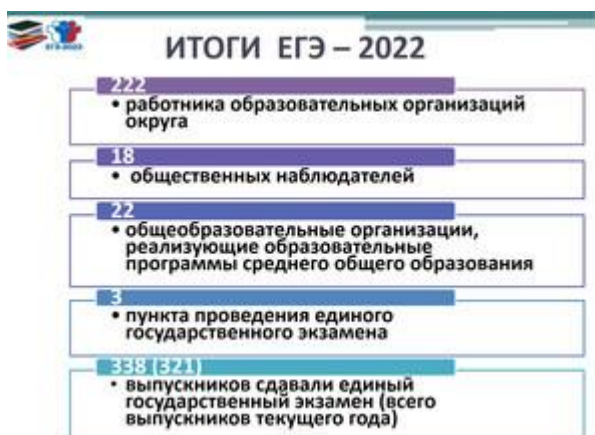 ИТОГИ ЕГЭ – 2022
222
• работника образовательных организаций
округа
18
• общественных наблюдателей
22
• общеобразовательные организации,
реализующие образовательные
программы среднего общего образования
3
• пункта проведения единого
государственного экзамена
338 (321)
• выпускников сдавали единый
государственный экзамен (всего
выпускников текущего года)